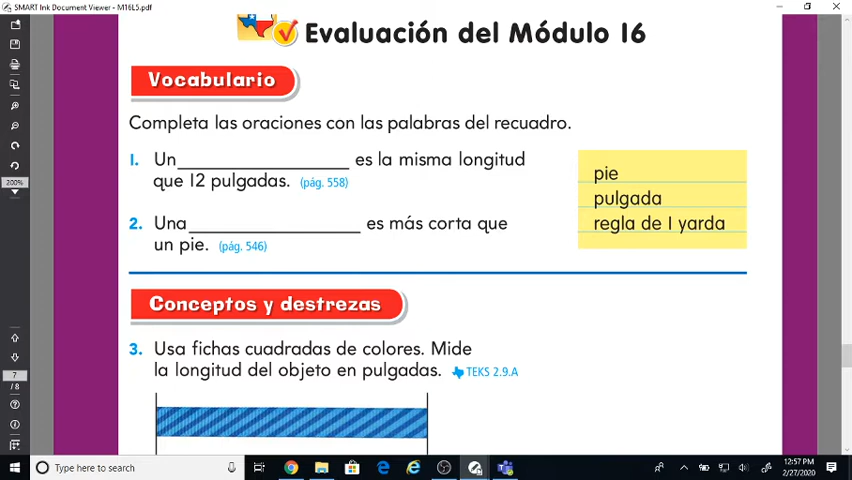 SMART Ink Document Viewer - M16L5.pdf
Evaluación del Módulo 16
Vocabulario
Completa las oraciones con las palabras del recuadro.
1. Un_________________ es la misma longitud
que 12 pulgadas. (pág. 558)
2. Una_________________ es más corta que
un pie. (pág. 546)
pie
pulgada
regla de 1 yarda
Conceptos y destrezas
3. Usa fichas cuadradas de colores. Mide
la longitud del objeto en pulgadas. TEKS 2.9.A
200%
7
/ 8
Type here to search
12:57 PM
2/27/2020